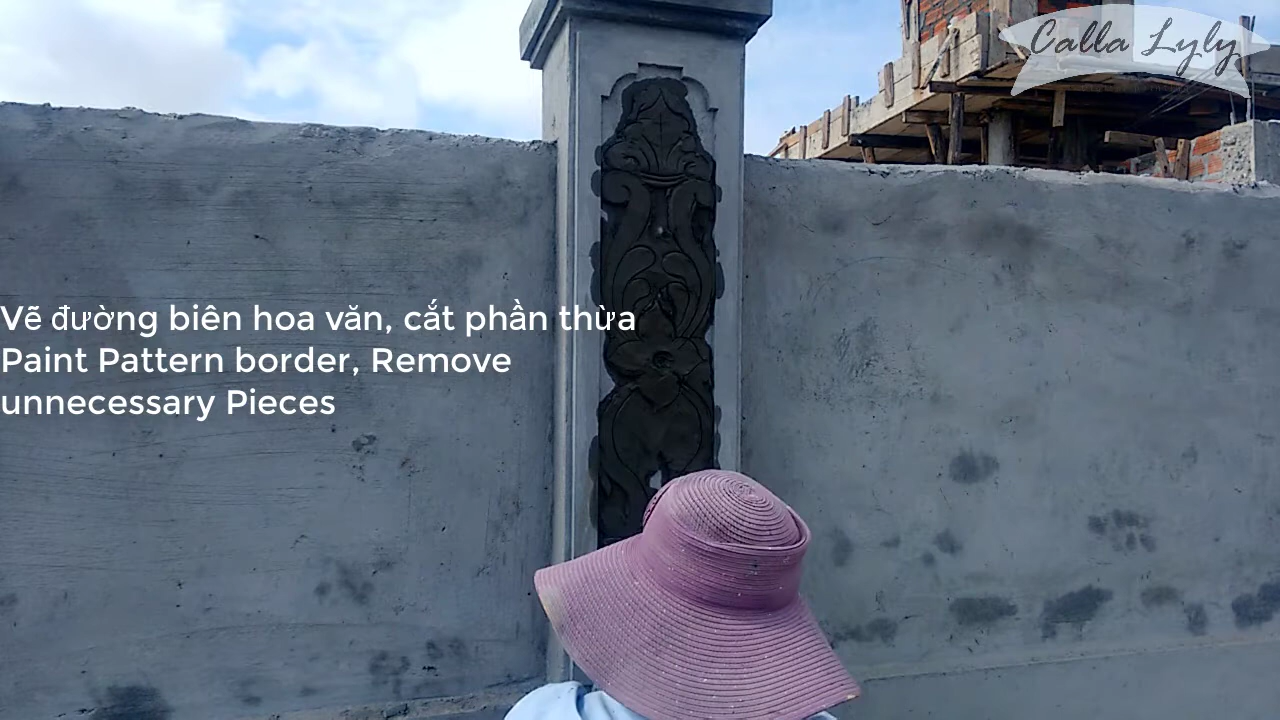 Calla Lyly
Vẽ đường biên hoa văn, cắt phần thừa
Paint Pattern border, Remove
unnecessary Pieces